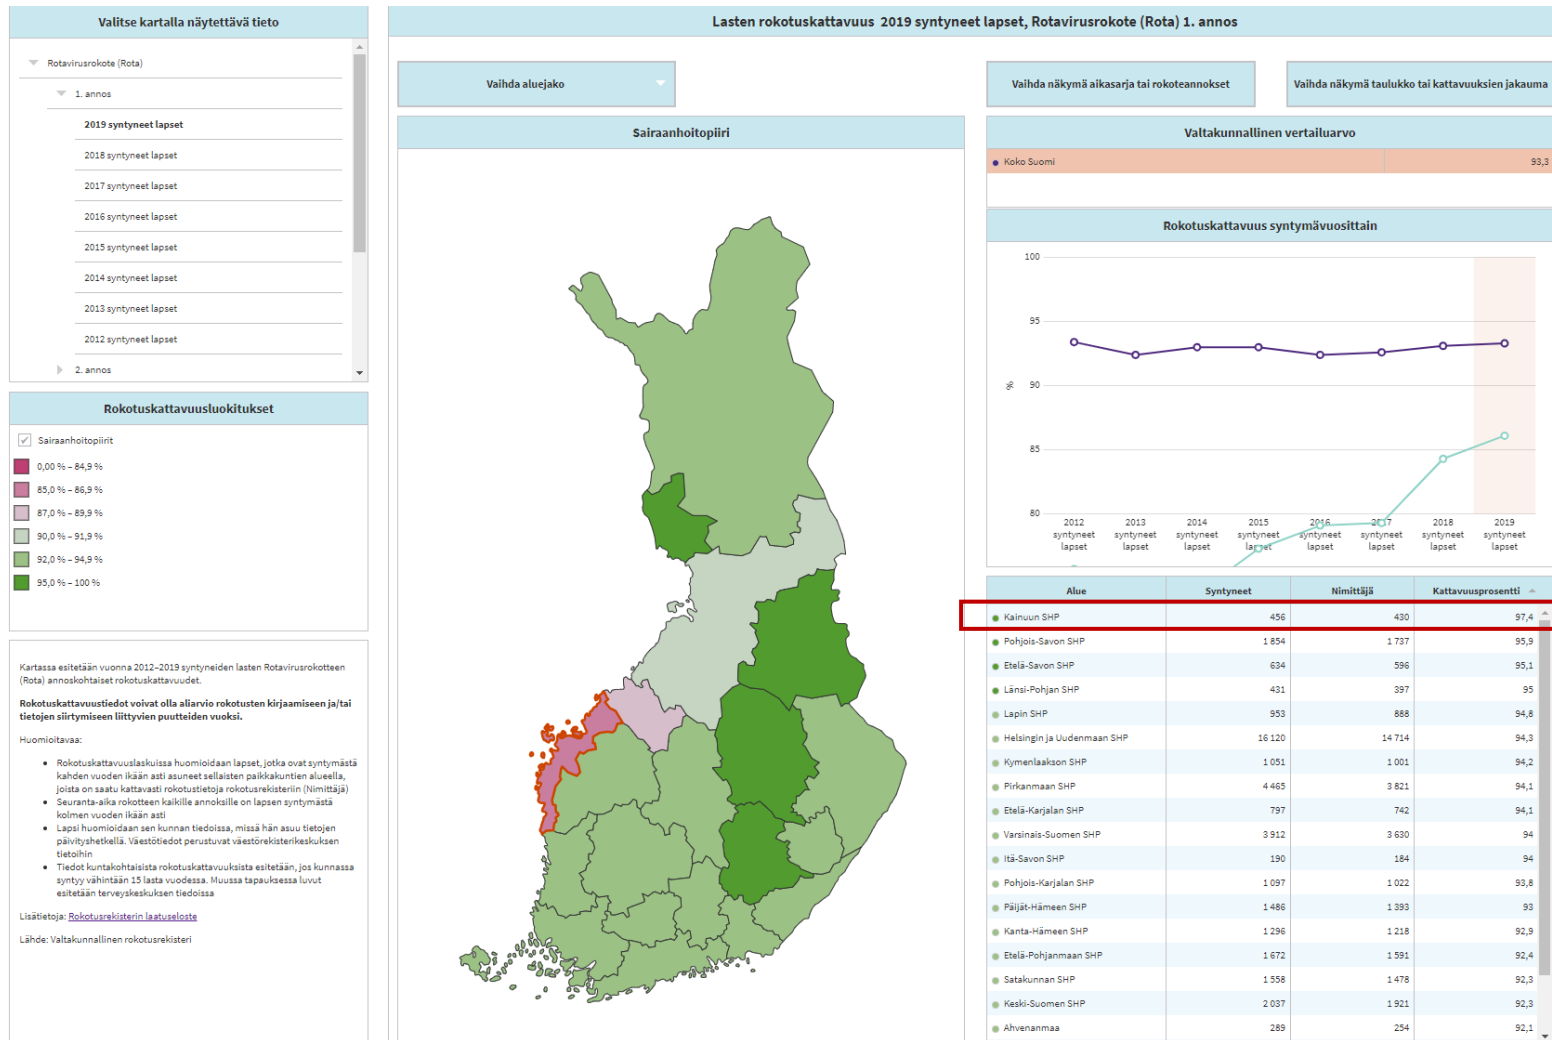 Valitse kartalla näytettävä tieto
Rotavirusrokote (Rota)
1. annos
2019 syntyneet lapset
2018 syntyneet lapset
2017 syntyneet lapset
2016 syntyneet lapset
2015 syntyneet lapset
2014 syntyneet lapset
2013 syntyneet lapset
2012 syntyneet lapset
2. annos
Rokotuskattavuusluokitukset
Sairaanhoitopiirit
0,00 % – 84,9 %
85,0 % – 86,9 %
87,0 % – 89,9 %
90,0 % – 91,9 %
92,0 % – 94,9 %
95,0 % – 100 %
Kartassa esitetään vuonna 2012–2019 syntyneiden lasten Rotavirusrokotteen
(Rota) annoskohtaiset rokotuskattavuudet.
Rokotuskattavuustiedot voivat olla aliarvio rokotusten kirjaamiseen ja/tai
tietojen siirtymiseen liittyvien puutteiden vuoksi.
Huomioitavaa:
Rokotuskattavuuslaskuissa huomioidaan lapset, jotka ovat syntymästä
kahden vuoden ikään asti asuneet sellaisten paikkakuntien alueella,
joista on saatu kattavasti rokotustietoja rokotusrekisteriin (Nimittäjä)
Seuranta-aika rokotteen kaikille annoksille on lapsen syntymästä
kolmen vuoden ikään asti
Lapsi huomioidaan sen kunnan tiedoissa, missä hän asuu tietojen
päivityshetkellä. Väestötiedot perustuvat väestörekisterikeskuksen
tietoihin
Tiedot kuntakohtaisista rokotuskattavuuksista esitetään, jos kunnassa
syntyy vähintään 15 lasta vuodessa. Muussa tapauksessa luvut
esitetään terveyskeskuksen tiedoissa
Lisätietoja: Rokotusrekisterin laatuseloste
Lähde: Valtakunnallinen rokotusrekisteri
Lasten rokotuskattavuus 2019 syntyneet lapset, Rotavirusrokote (Rota) 1. annos
Vaihda aluejako
Sairaanhoitopiiri
Vaihda näkymä aikasarja tai rokoteannokset
Vaihda näkymä taulukko tai kattavuuksien jakauma
Valtakunnallinen vertailuarvo
Koko Suomi 93,3
Rokotuskattavuus syntymävuosittain
100
95
90
85
80
%
2012 2013 2014 2015 2016 2017 2018 2019
syntyneet syntyneet syntyneet syntyneet syntyneet syntyneet syntyneet syntyneet
lapset lapset lapset lapset lapset lapset lapset lapset
Alue Syntyneet Nimittäjä Kattavuusprosentti
Kainuun SHP 456 430 97,4
Pohjois-Savon SHP 1 854 1 737 95,9
Etelä-Savon SHP 634 596 95,1
Länsi-Pohjan SHP 431 397 95
Lapin SHP 953 888 94,8
Helsingin ja Uudenmaan SHP 16 120 14 714 94,3
Kymenlaakson SHP 1 051 1 001 94,2
Pirkanmaan SHP 4 465 3 821 94,1
Etelä-Karjalan SHP 797 742 94,1
Varsinais-Suomen SHP 3 912 3 630 94
Itä-Savon SHP 190 184 94
Pohjois-Karjalan SHP 1 097 1 022 93,8
Päijät-Hämeen SHP 1 486 1 393 93
Kanta-Hämeen SHP 1 296 1 218 92,9
Etelä-Pohjanmaan SHP 1 672 1 591 92,4
Satakunnan SHP 1 558 1 478 92,3
Keski-Suomen SHP 2 037 1 921 92,3
Ahvenanmaa 289 254 92,1